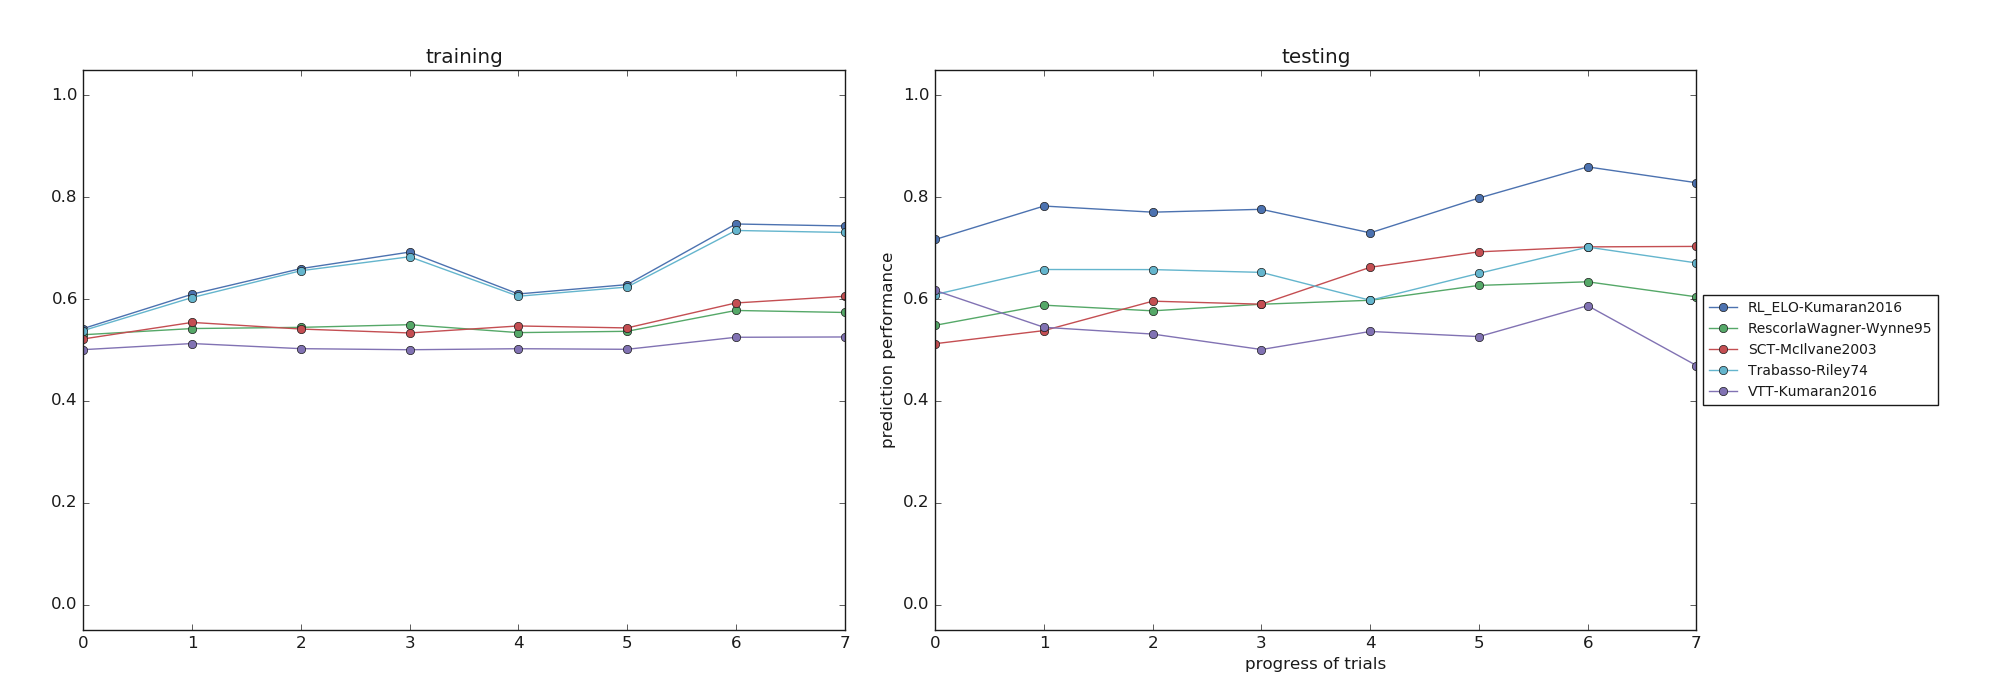 training
1.0
0.8
0.6
0.4
0.2
0.0
0 1 2 3 4 5 6 7
testing
prediction performance
1.0
0.8
0.6
0.4
0.2
0.0
0 1 2 3 4 5 6 7
progress of trials
RL_ELO-Kumaran2016
RescorlaWagner-Wynne95
SCT-McIlvane2003
Trabasso-Riley74
VTT-Kumaran2016